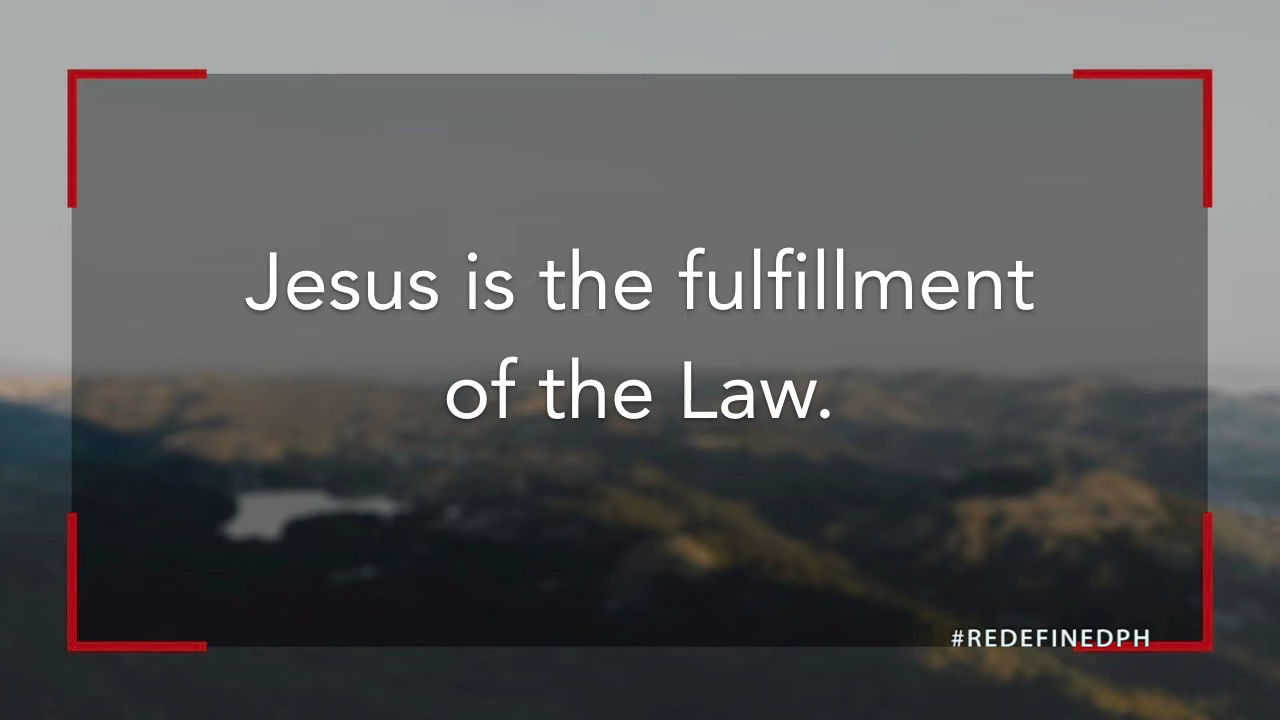 Jesus is the fulfillment
of the Law.
#REDEFINEDPH